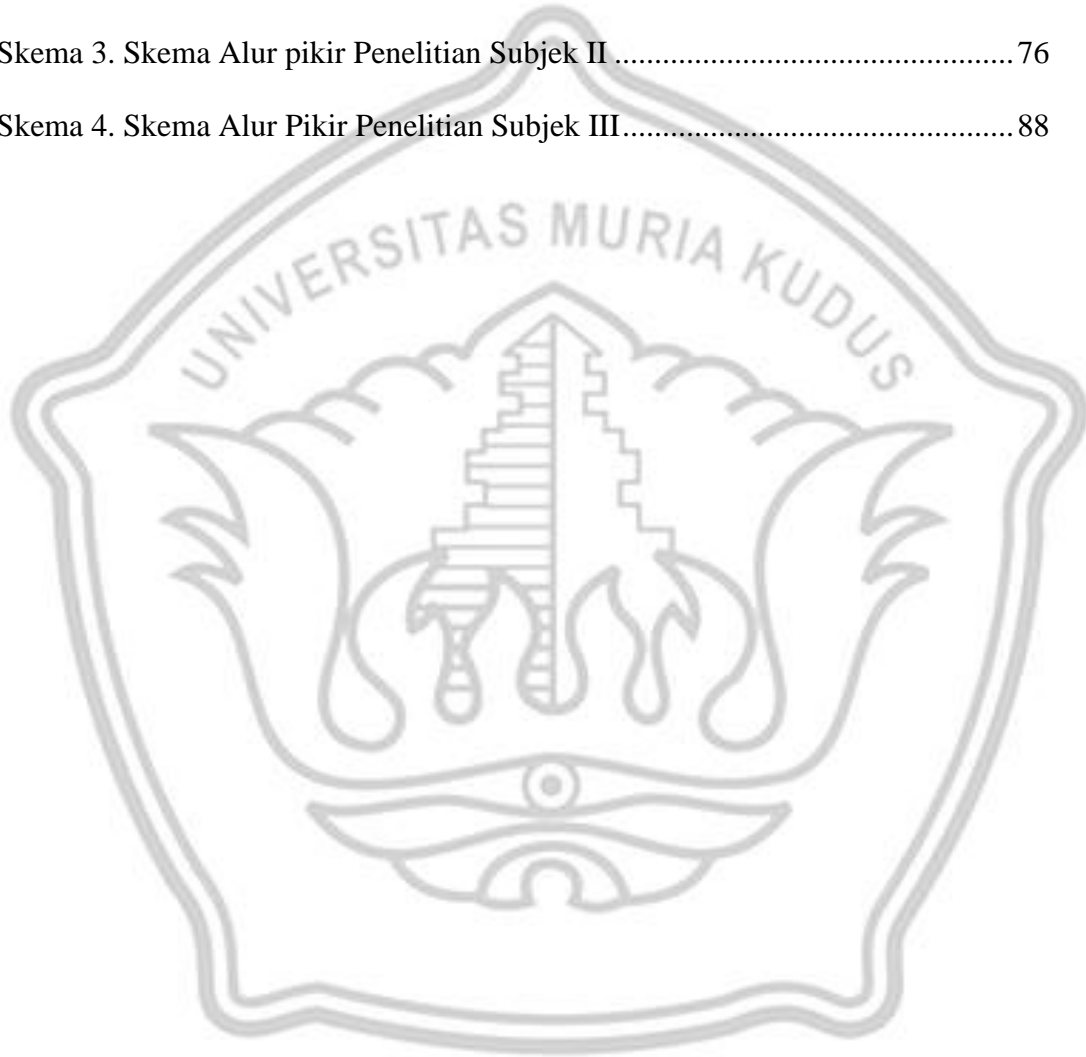 Skema 3. Skema Alur pikir Penelitian Subjek II ............................................. 76
Skema 4. Skema Alur Pikir Penelitian Subjek III............................................ 88
UNIVERSITAS MURIA KUDUS